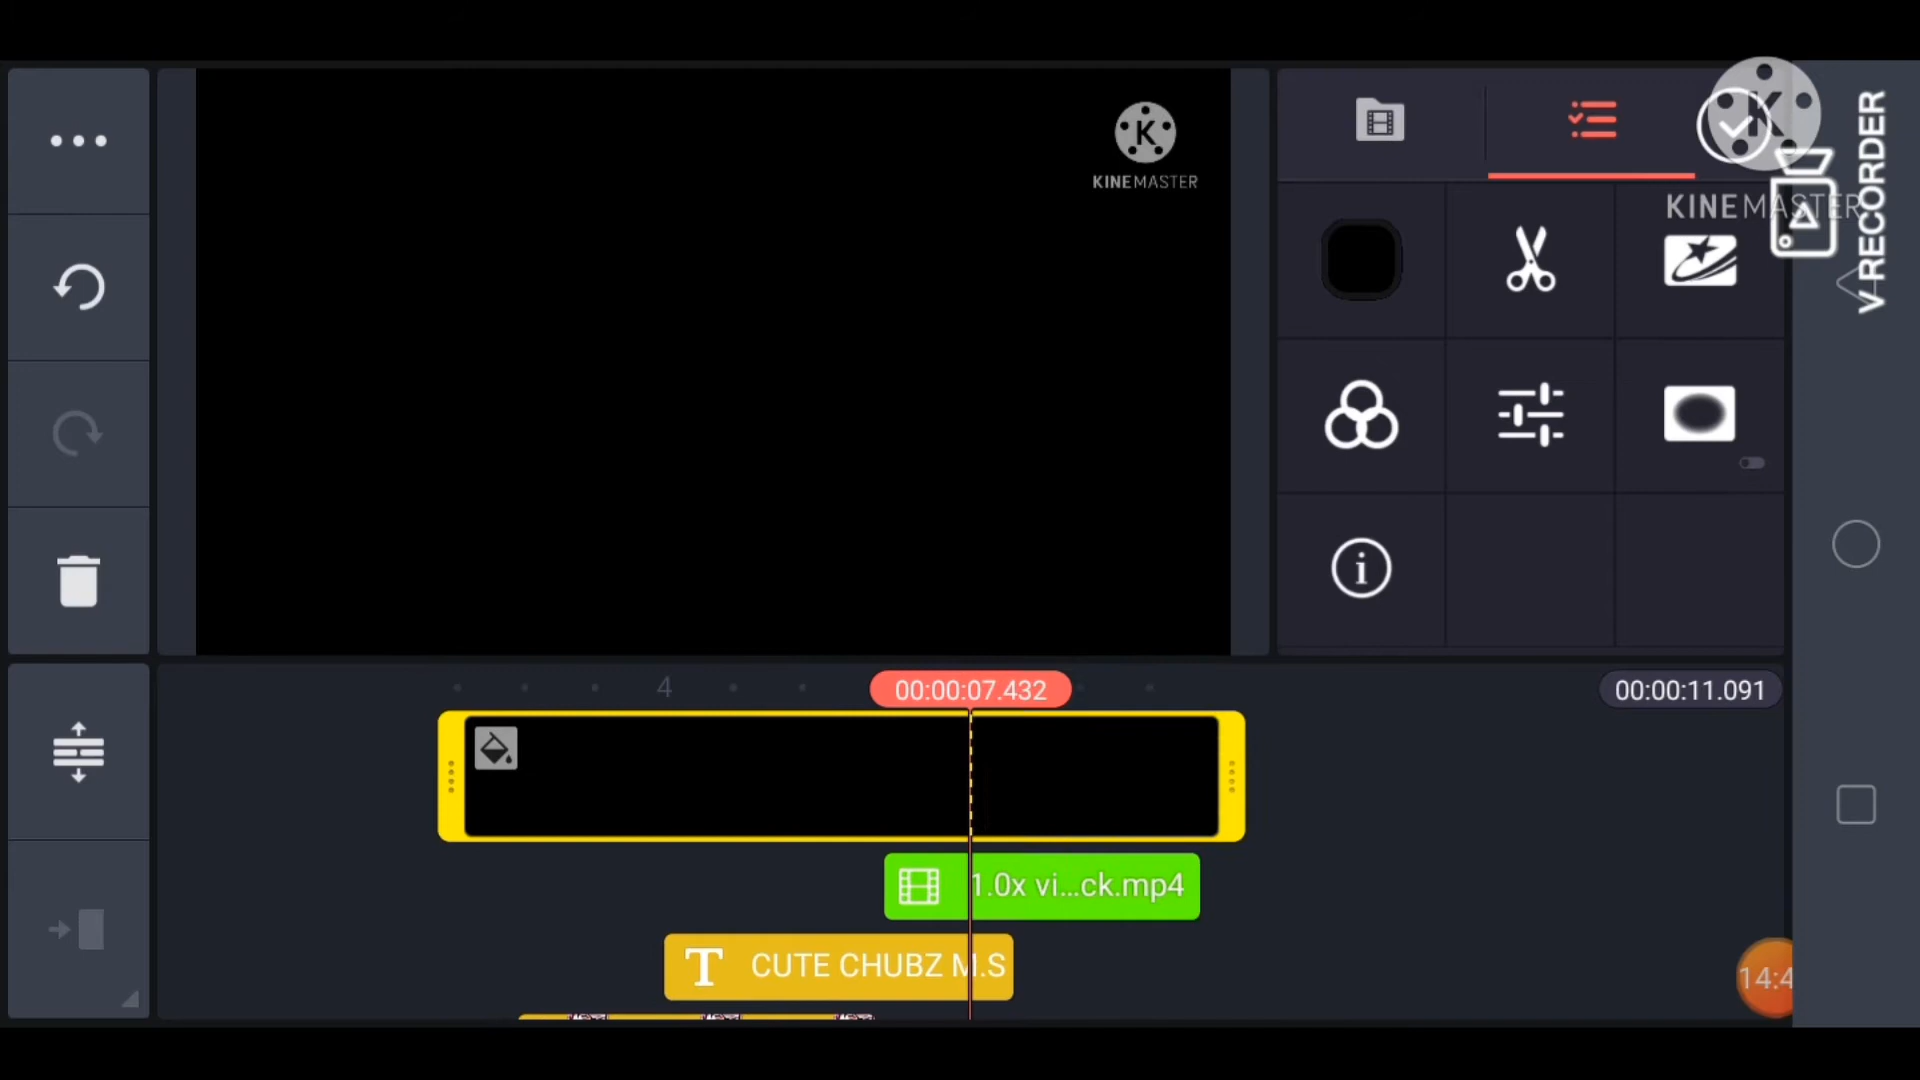 K
KINEMASTER
K
KINEMASTER
V RECORDER
i
4
00:00:07.432
00:00:11.091
1.0x vi...ck.mp4
T CUTE CHUBZ M.S
14:4